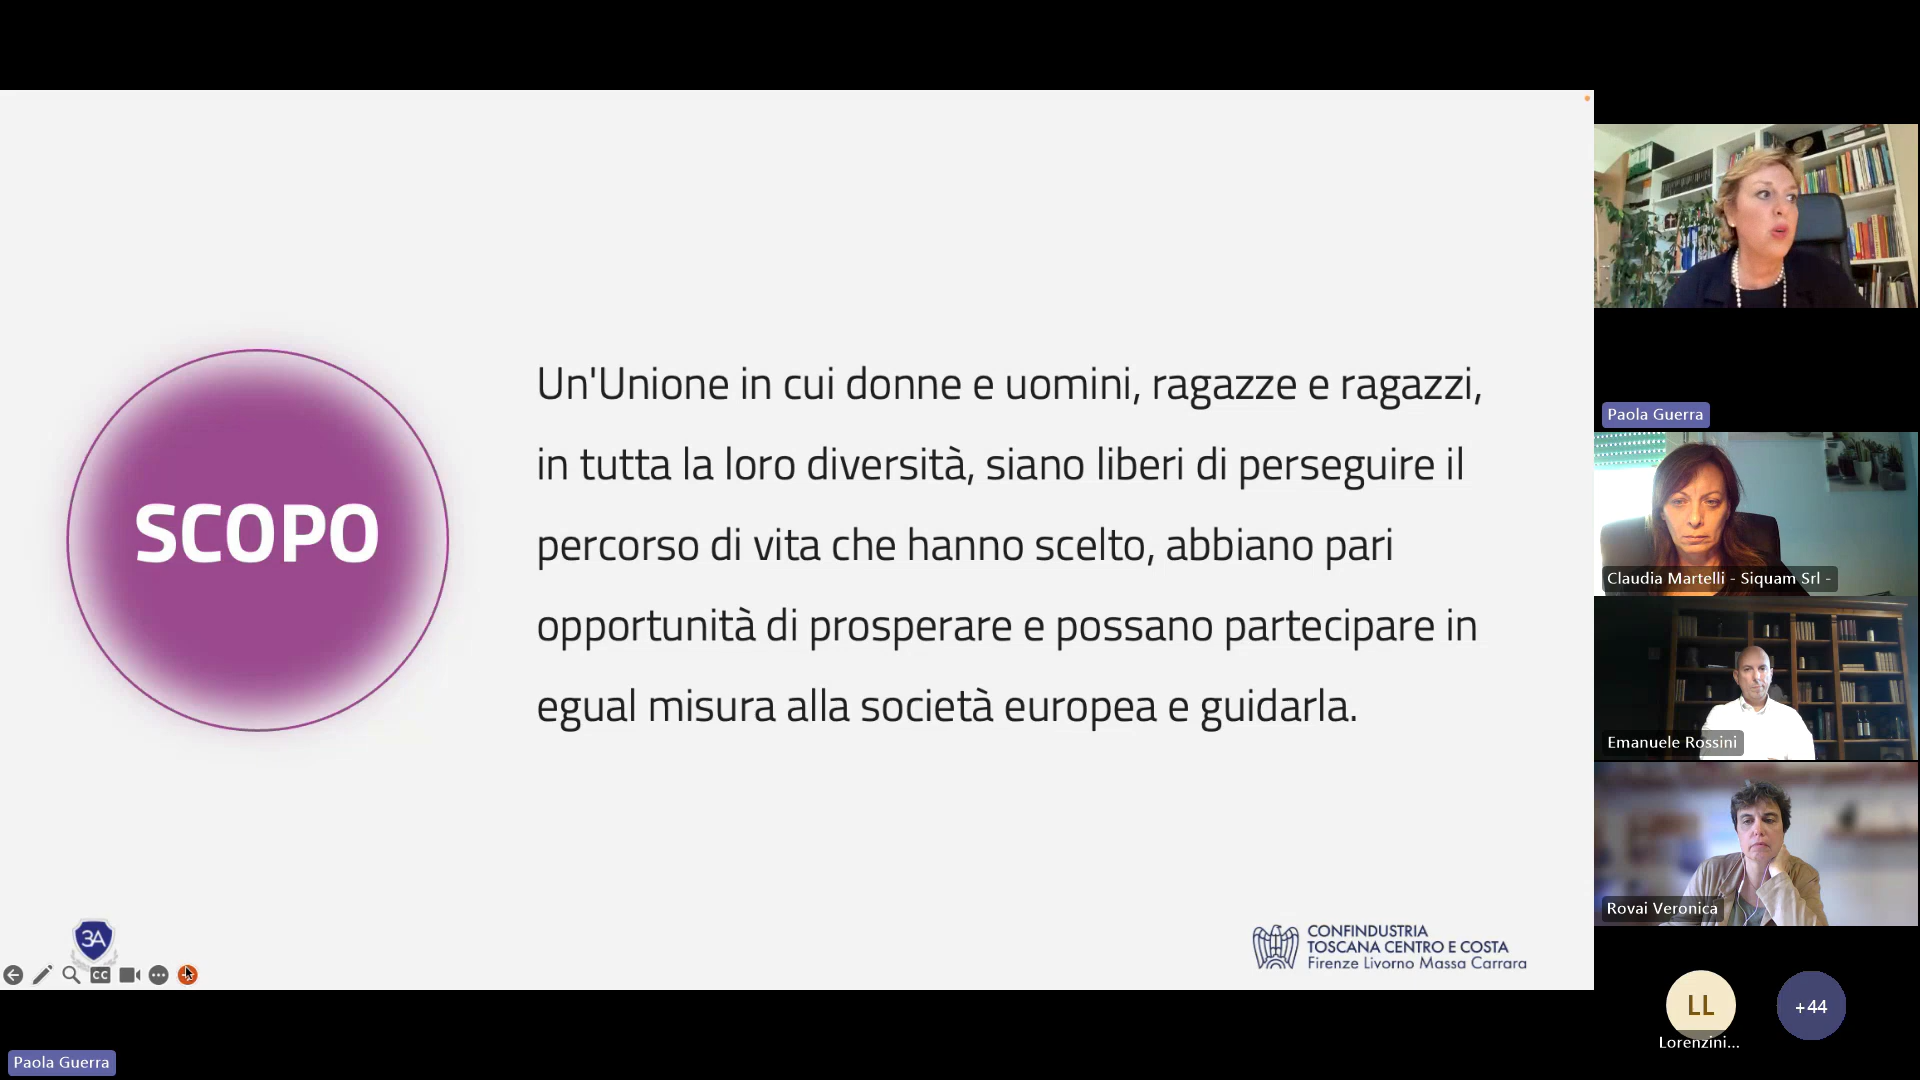 SCOPO
Un'Unione in cui donne e uomini, ragazze e ragazzi,
in tutta la loro diversità, siano liberi di perseguire il
percorso di vita che hanno scelto, abbiano pari
opportunità di prosperare e possano partecipare in
egual misura alla società europea e guidarla.
3A
CC
CONFINDUSTRIA
TOSCANA CENTRO E COSTA
Firenze Livorno Massa Carrara
Paola Guerra
Paola Guerra
Claudia Martelli - Siquam Srl -
Emanuele Rossini
Rovai Veronica
LL
Lorenzini...
+44